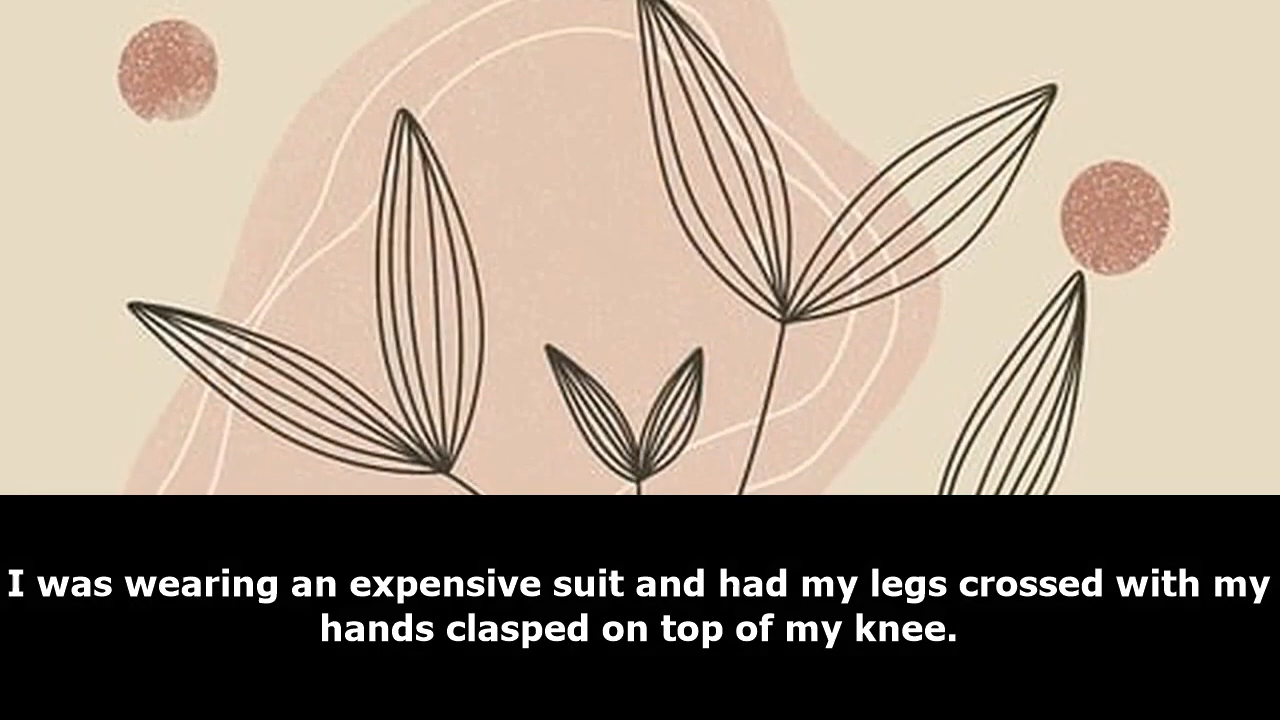 I was wearing an expensive suit and had my legs crossed with my
hands clasped on top of my knee.